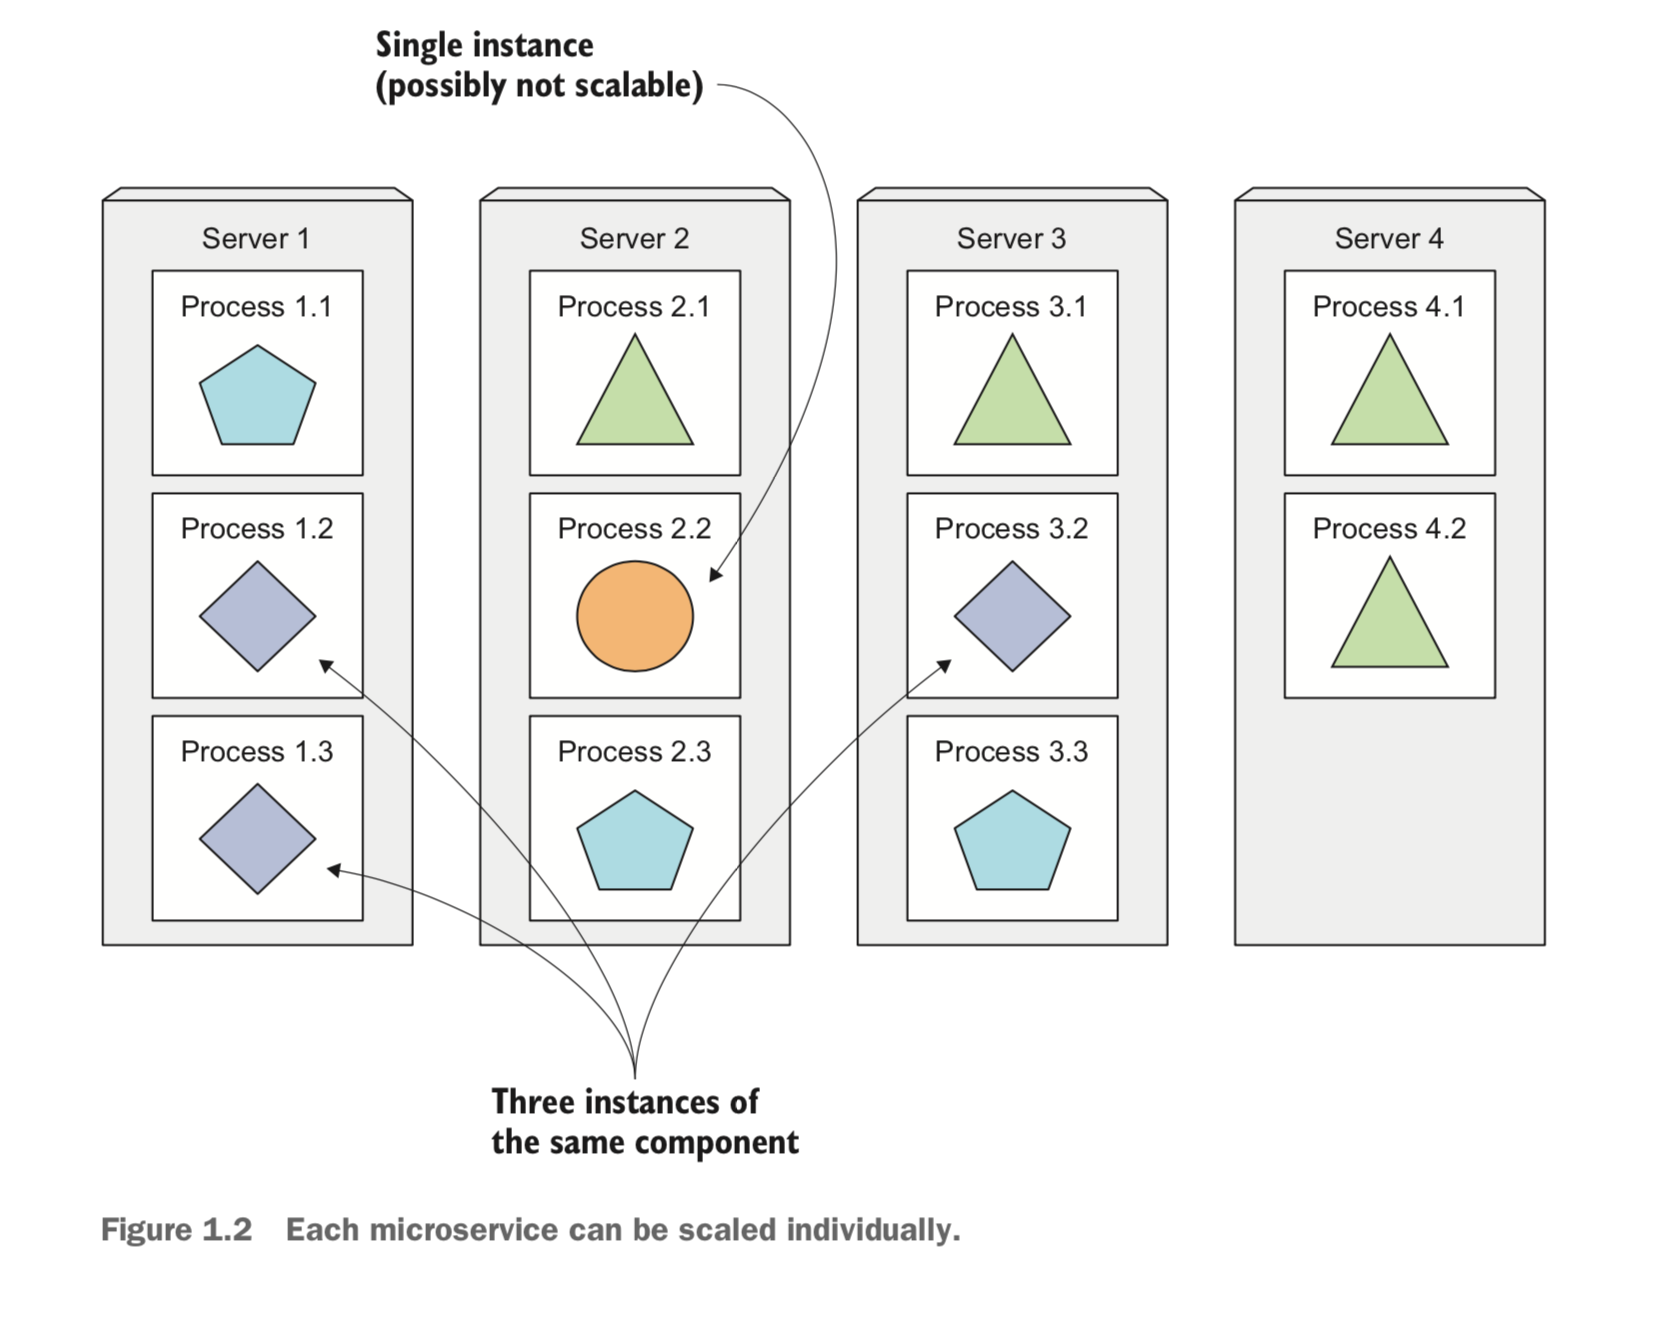 Single instance
(possibly not scalable)
Server 1
Process 1.1
Process 1.2
Process 1.3
Server 2
Process 2.1
Process 2.2
Process 2.3
Server 3
Process 3.1
Process 3.2
Process 3.3
Server 4
Process 4.1
Process 4.2
Three instances of
the same component
Figure 1.2 Each microservice can be scaled individually.